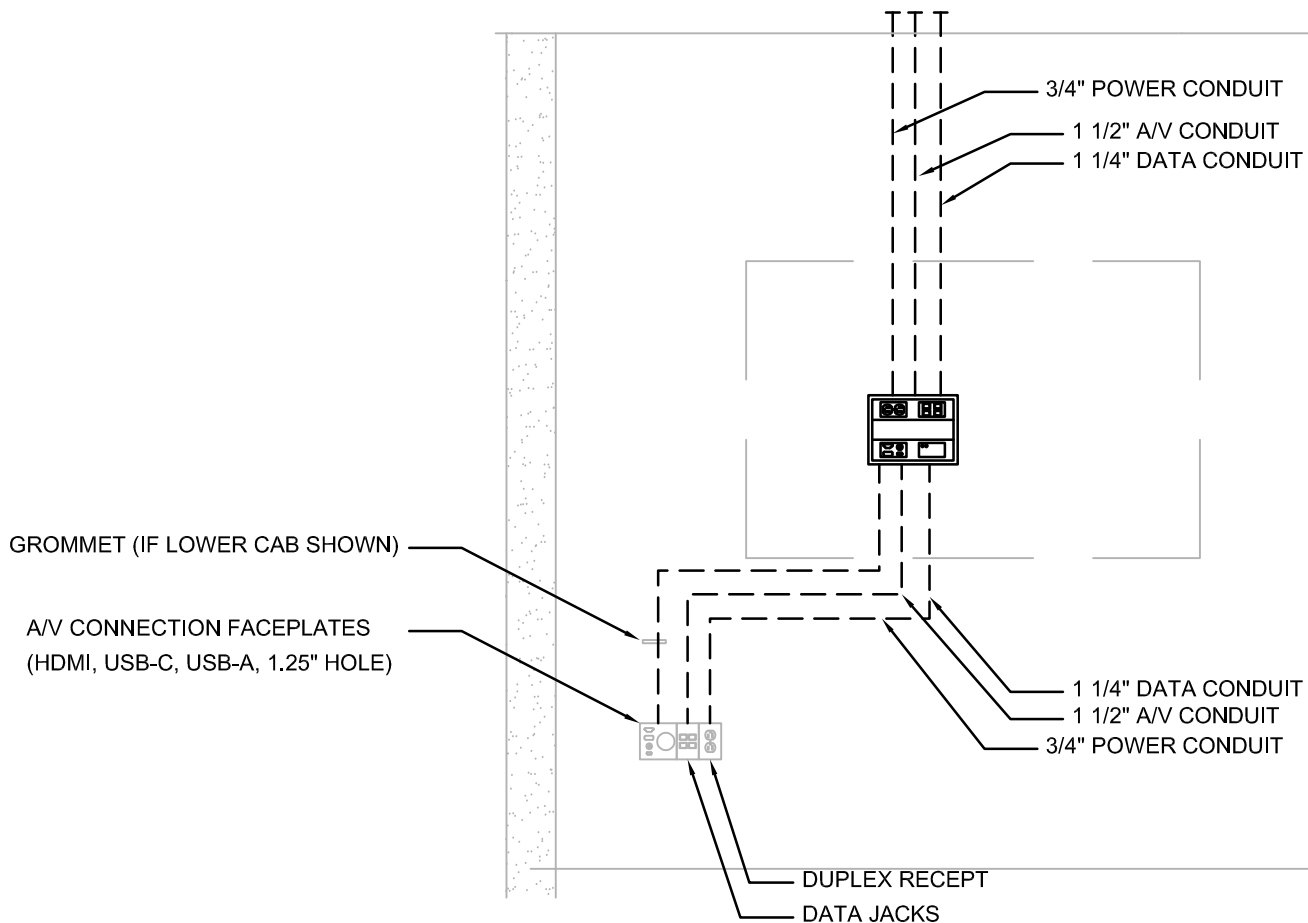 3/4" POWER CONDUIT
1 1/2" A/V CONDUIT
1 1/4" DATA CONDUIT
GROMMET (IF LOWER CAB SHOWN)
A/V CONNECTION FACEPLATES
(HDMI, USB-C, USB-A, 1.25" HOLE)
1 1/4" DATA CONDUIT
1 1/2" A/V CONDUIT
3/4" POWER CONDUIT
DUPLEX RECEPT
DATA JACKS